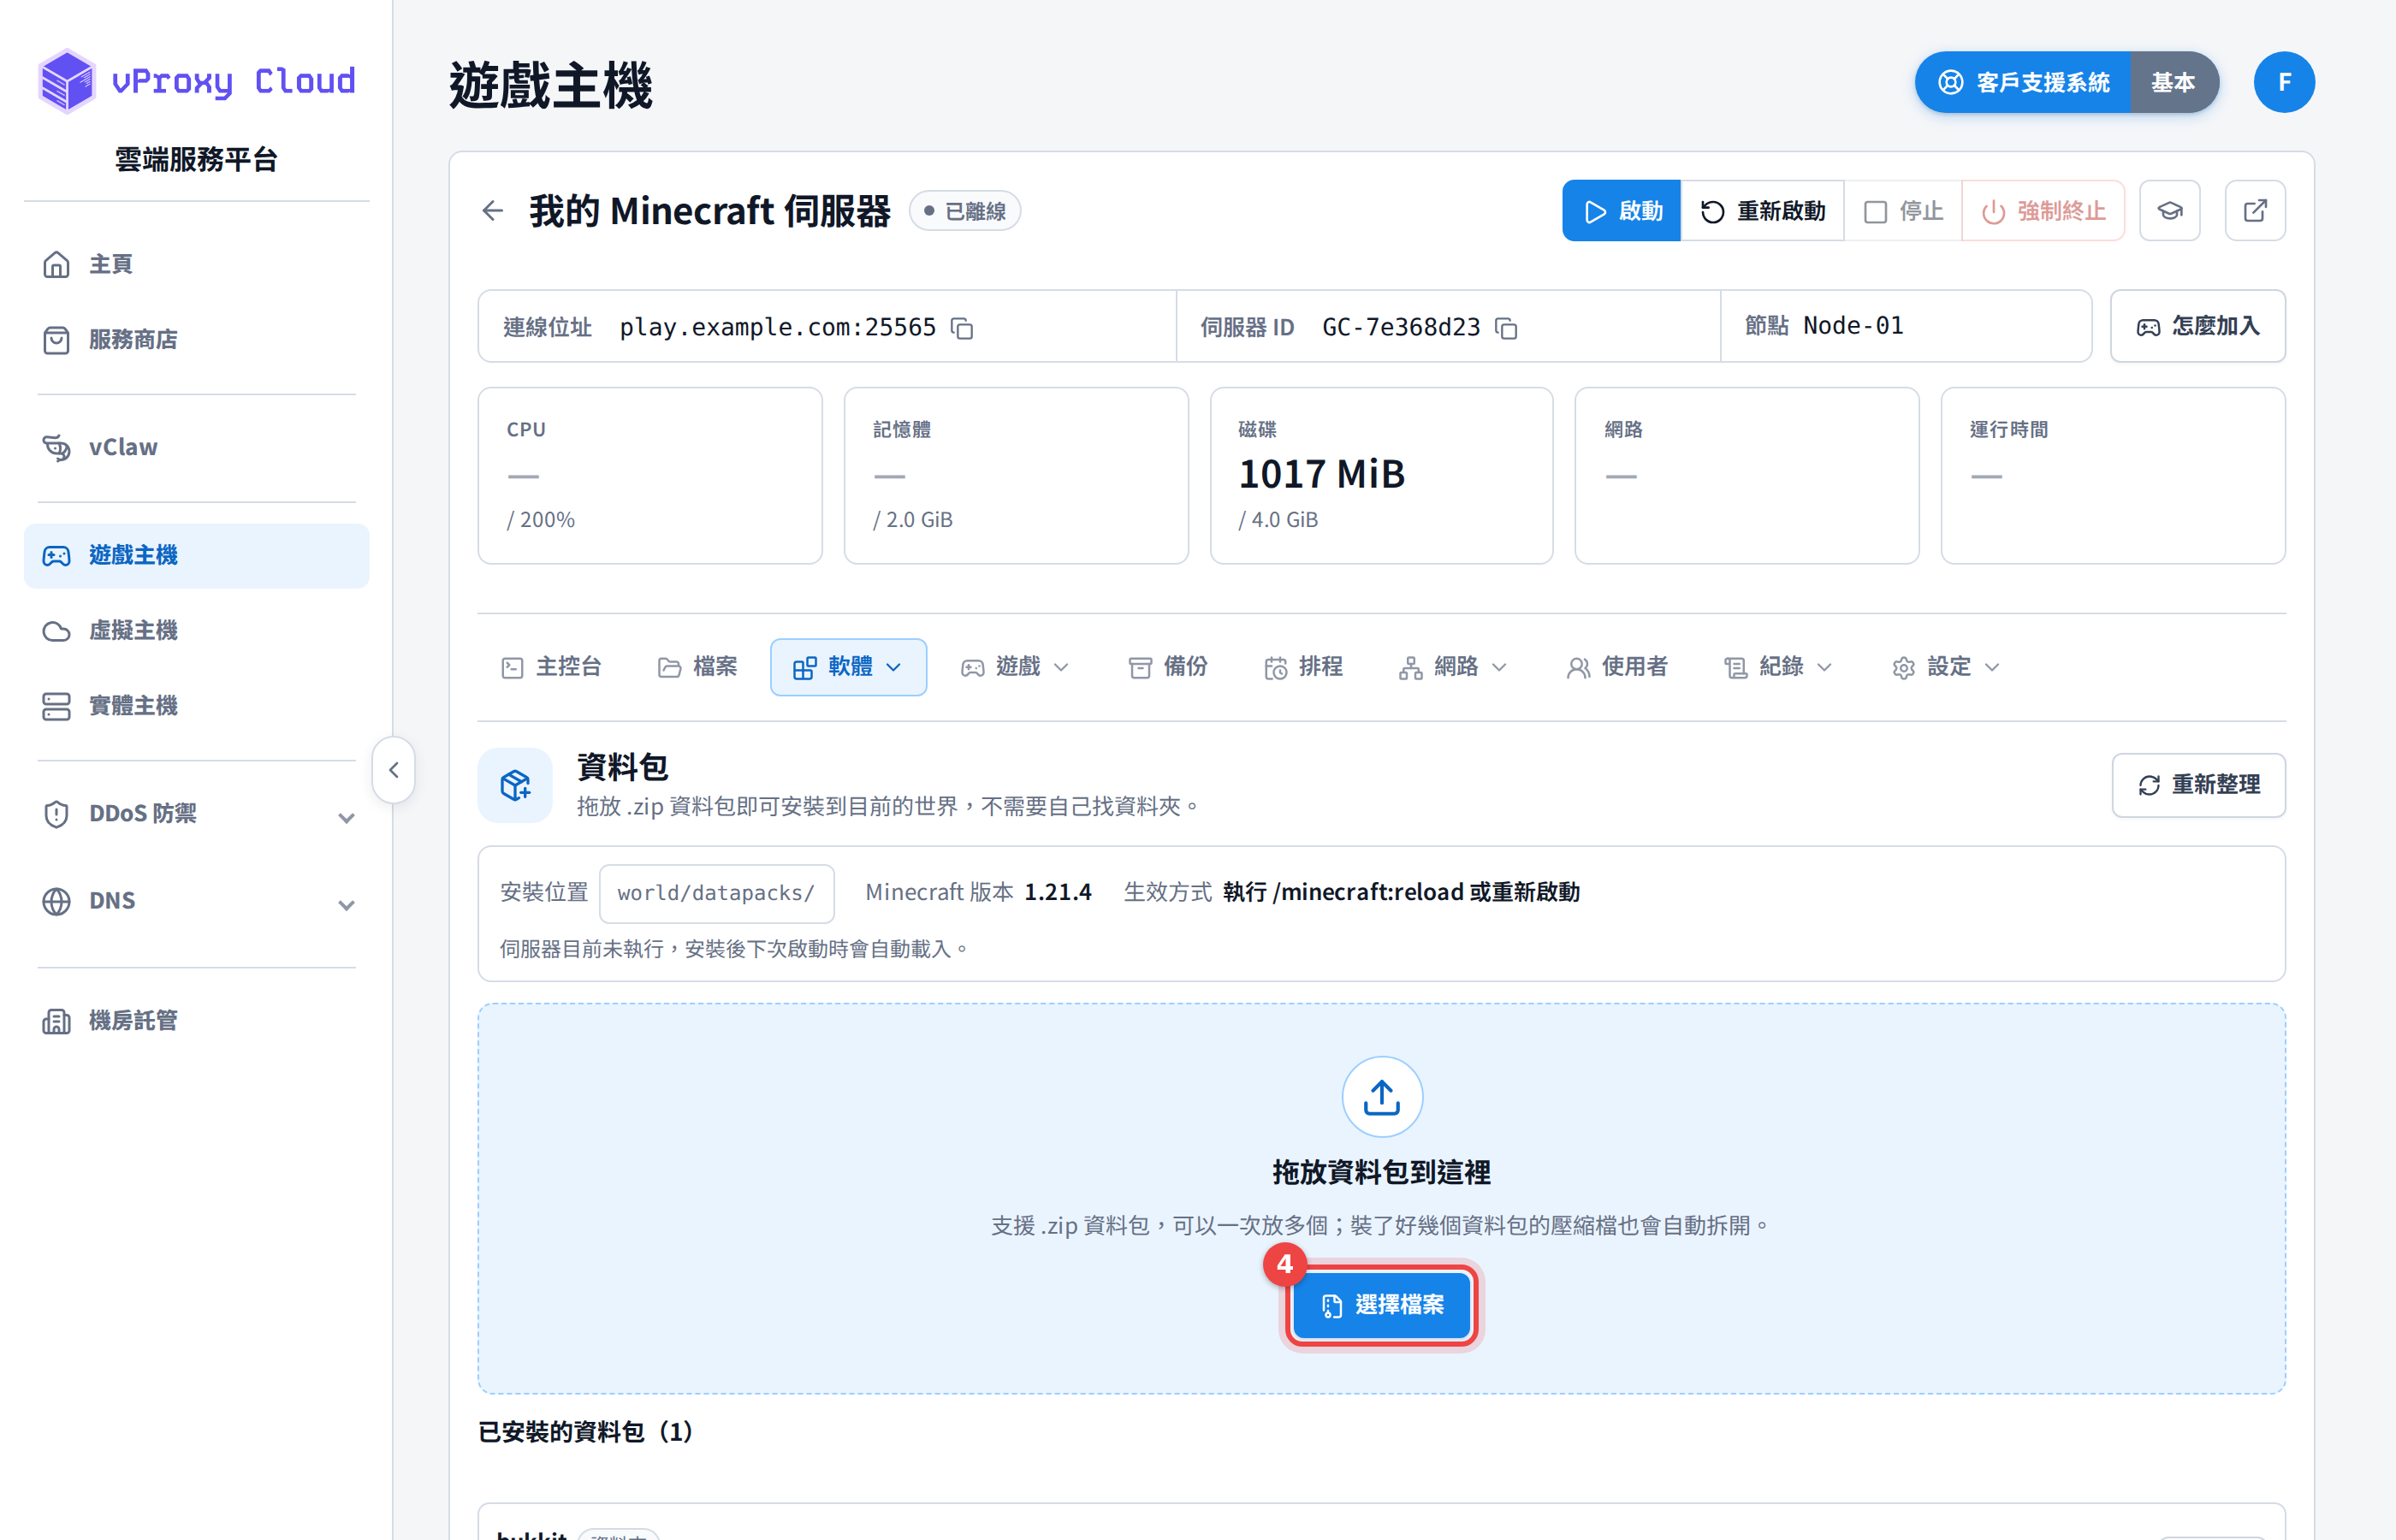 vProxy Cloud
雲端服務平台
主頁
服務商店
vClaw
遊戲主機
虛擬主機
實體主機
DDoS 防禦
DNS
機房託管
遊戲主機
客戶支援系統 基本 F
我的 Minecraft 伺服器 已離線
啟動 重新啟動 停止 強制終止
連線位址 play.example.com:25565 伺服器 ID GC-7e368d23 節點 Node-01 怎麼加入
CPU
—
/ 200%
記憶體
—
/ 2.0 GiB
磁碟
1017 MiB
/ 4.0 GiB
網路
—
運行時間
—
主控台 檔案 軟體 遊戲 備份 排程 網路 使用者 紀錄 設定
資料包
拖放 .zip 資料包即可安裝到目前的世界，不需要自己找資料夾。
重新整理
安裝位置 world/datapacks/ Minecraft 版本 1.21.4 生效方式 執行 /minecraft:reload 或重新啟動
伺服器目前未執行，安裝後下次啟動時會自動載入。
拖放資料包到這裡
支援 .zip 資料包，可以一次放多個；裝了好幾個資料包的壓縮檔也會自動拆開。
4
選擇檔案
已安裝的資料包（1）
bukkit